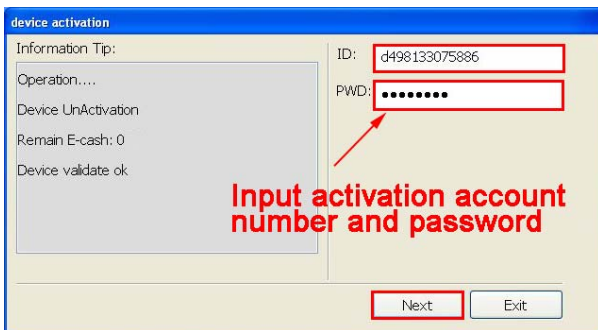 device activation
Information Tip:
Operation....
Device UnActivation
Remain E-cash: 0
Device validate ok
ID: d498133075886
PWD: ●●●●●●●●
Input activation account
number and password
Next Exit